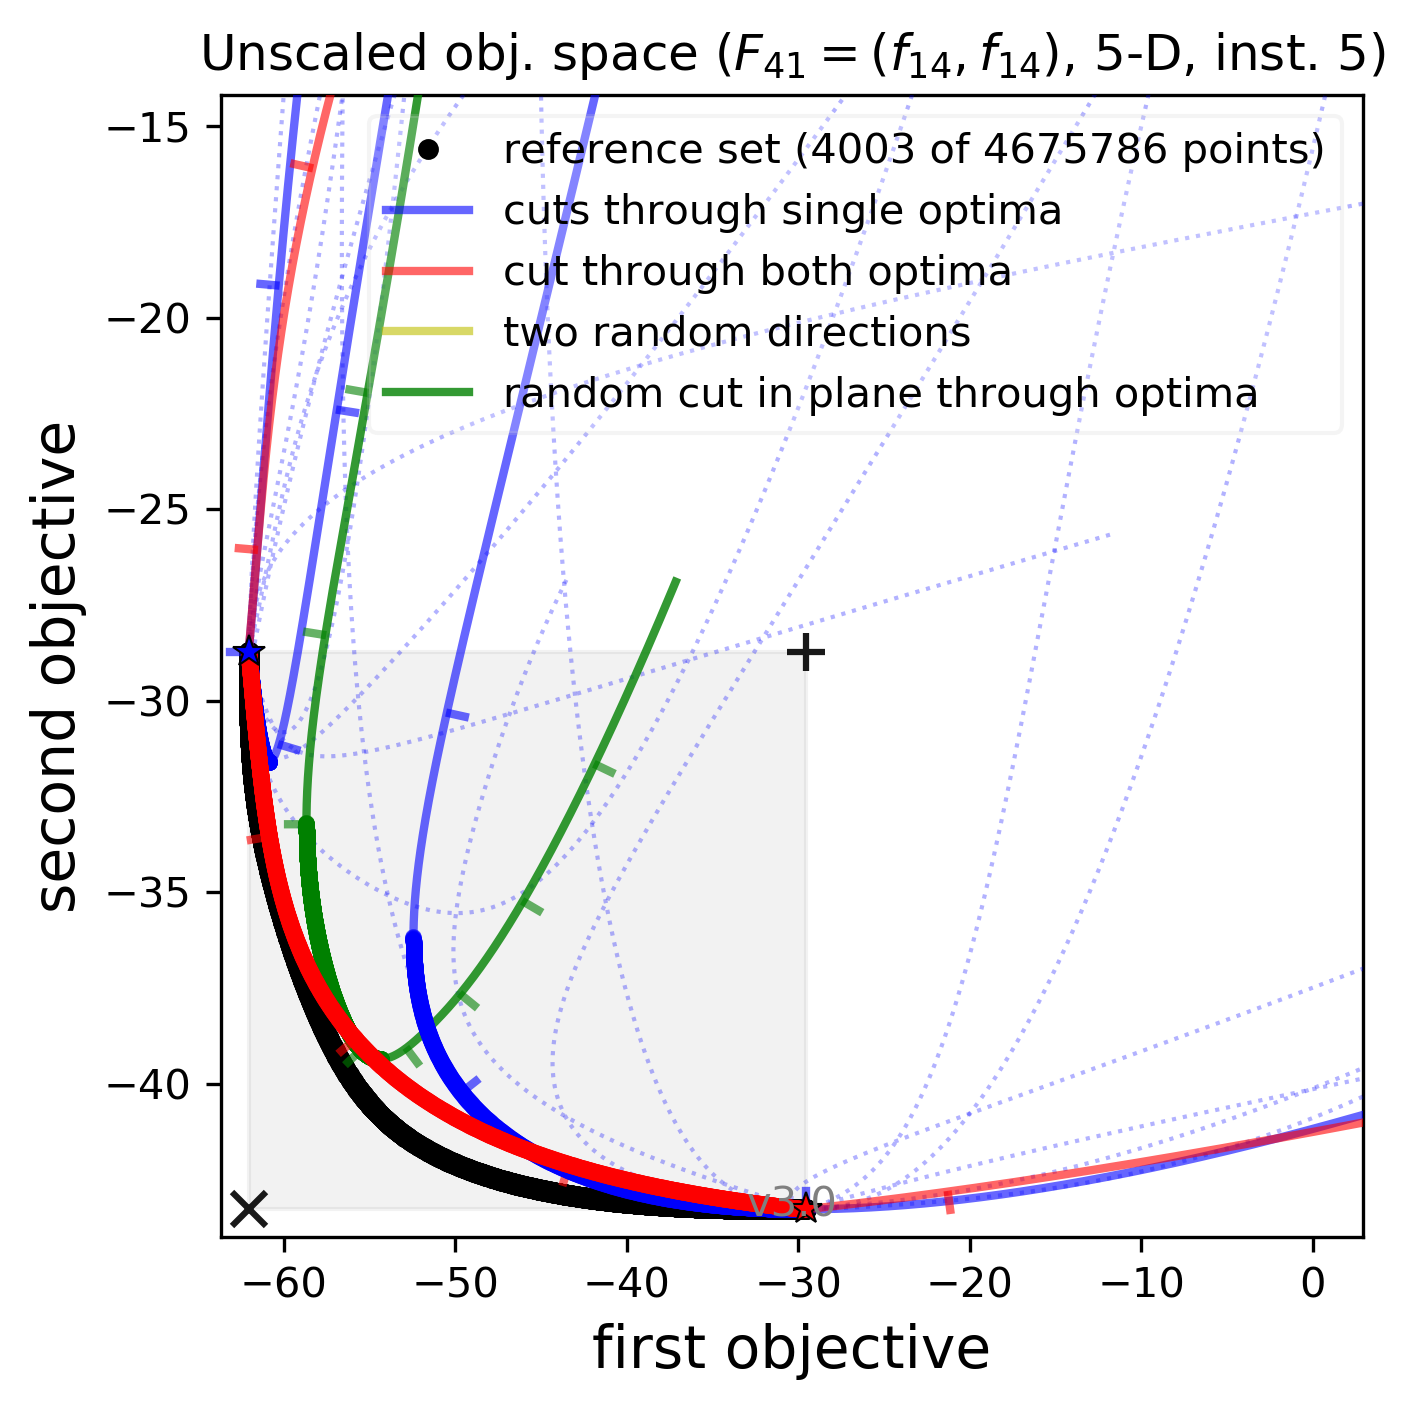 Unscaled obj. space (F₄₁ = (f₁₄, f₁₄), 5-D, inst. 5)
reference set (4003 of 4675786 points)
cuts through single optima
cut through both optima
two random directions
random cut in plane through optima
second objective
−15
−20
−25
−30
−35
−40
v3.0
−60 −50 −40 −30 −20 −10 0
first objective